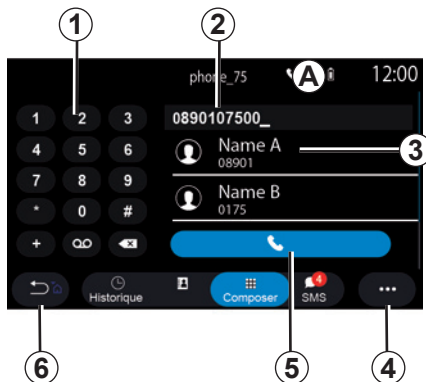 1
2
phone_75
A
12:00
1 2 3
0890107500_
4 5 6
Name A
08901
3
7 8 9
Name B
0175
* 0 #
+
Historique
Composer
4
SMS
...
6
5
4